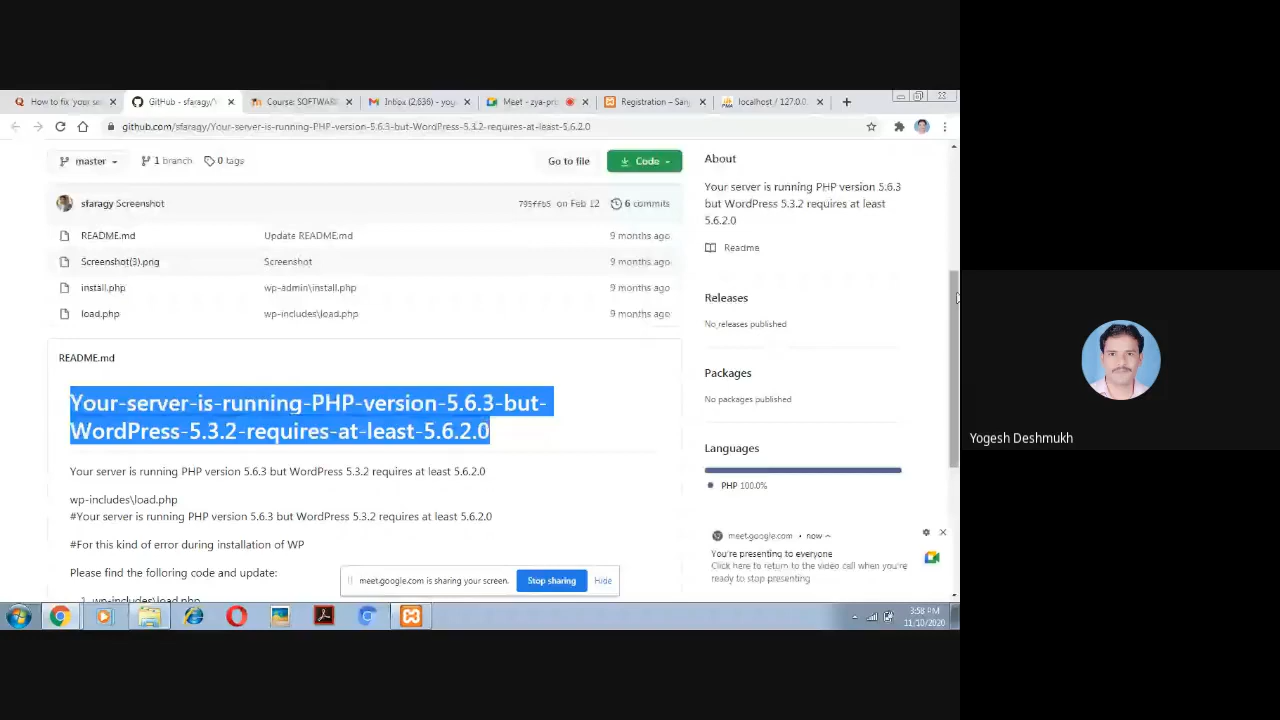 How to fix 'your se
GitHub - sfaragy/
Course: SOFTWAR
Inbox (2,636) - yog
Meet - zya-pro
Registration – Sanj
localhost / 127.0.0
github.com/sfaragy/Your-server-is-running-PHP-version-5.6.3-but-WordPress-5.3.2-requires-at-least-5.6.2.0
master
1 branch
0 tags
Go to file
Code
About
Your server is running PHP version 5.6.3
but WordPress 5.3.2 requires at least
5.6.2.0
sfaragy Screenshot
795ffb5 on Feb 12
6 commits
README.md
Update README.md
9 months ago
Readme
Screenshot(3).png
Screenshot
9 months ago
install.php
wp-admin\install.php
9 months ago
Releases
load.php
wp-includes\load.php
9 months ago
No releases published
README.md
Packages
No packages published
Your-server-is-running-PHP-version-5.6.3-but-
WordPress-5.3.2-requires-at-least-5.6.2.0
Yogesh Deshmukh
Languages
Your server is running PHP version 5.6.3 but WordPress 5.3.2 requires at least 5.6.2.0
PHP 100.0%
wp-includes\load.php
#Your server is running PHP version 5.6.3 but WordPress 5.3.2 requires at least 5.6.2.0
meet.google.com • now
#For this kind of error during installation of WP
You're presenting to everyone
Click here to return to the video call when you're
ready to stop presenting
Please find the folloring code and update:
meet.google.com is sharing your screen.
Stop sharing
Hide
1. wp-includes\load.php
3:58 PM
11/10/2020